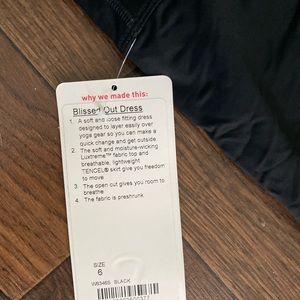 why we made this:
Blissed Out Dress
1. A soft and loose fitting dress
designed to layer easily over
yoga gear so you can make a
quick change and get outside.
2. The soft and moisture-wicking
Luxtreme™ fabric top and
breathable, lightweight
TENCEL® skirt give you freedom
to move.
3. The open cut gives you room to
breathe
4. The fabric is preshrunk.
SIZE
6
W6346S BLACK